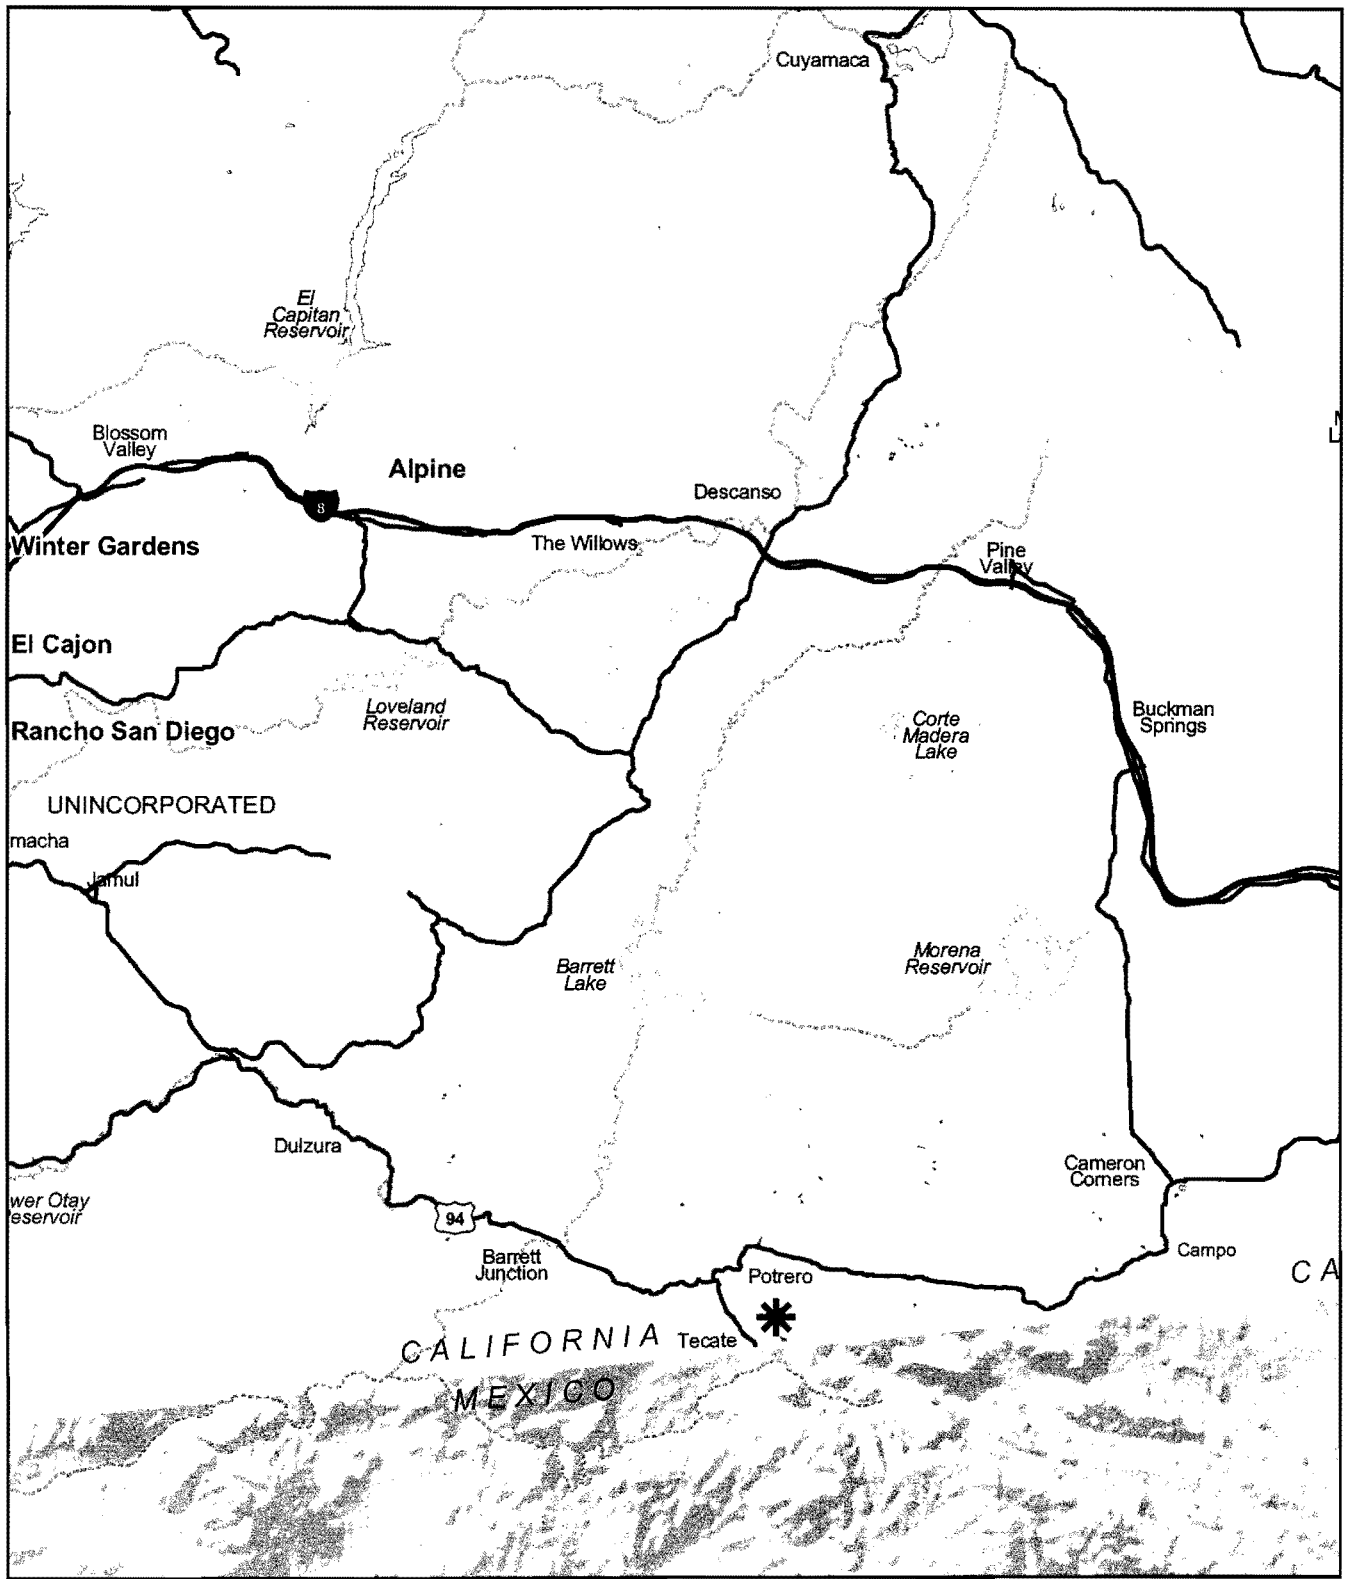 Cuyamaca
El
Capitan
Reservoir
Blossom
Valley
Alpine
Descanso
8
Winter Gardens
The Willows
Pine
Valley
El Cajon
Loveland
Reservoir
Corte
Madera
Lake
Buckman
Springs
Rancho San Diego
UNINCORPORATED
macha
Jamul
Barrett
Lake
Morena
Reservoir
Dulzura
Cameron
Corners
wer Otay
eservoir
94
Barrett
Junction
Potrero
Campo
CA
CALIFORNIA
Tecate
MEXICO